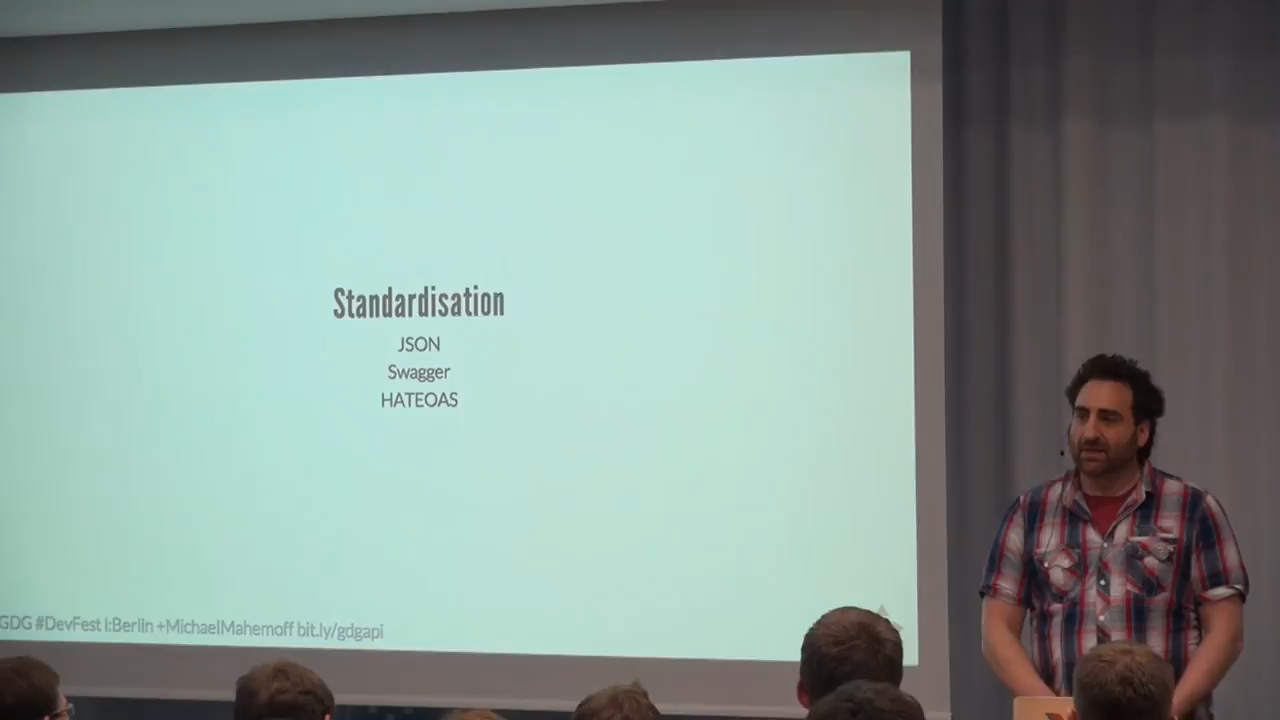 Standardisation
JSON
Swagger
HATEOAS
GDG #DevFest l:Berlin +MichaelMahemoff bit.ly/gdgapi